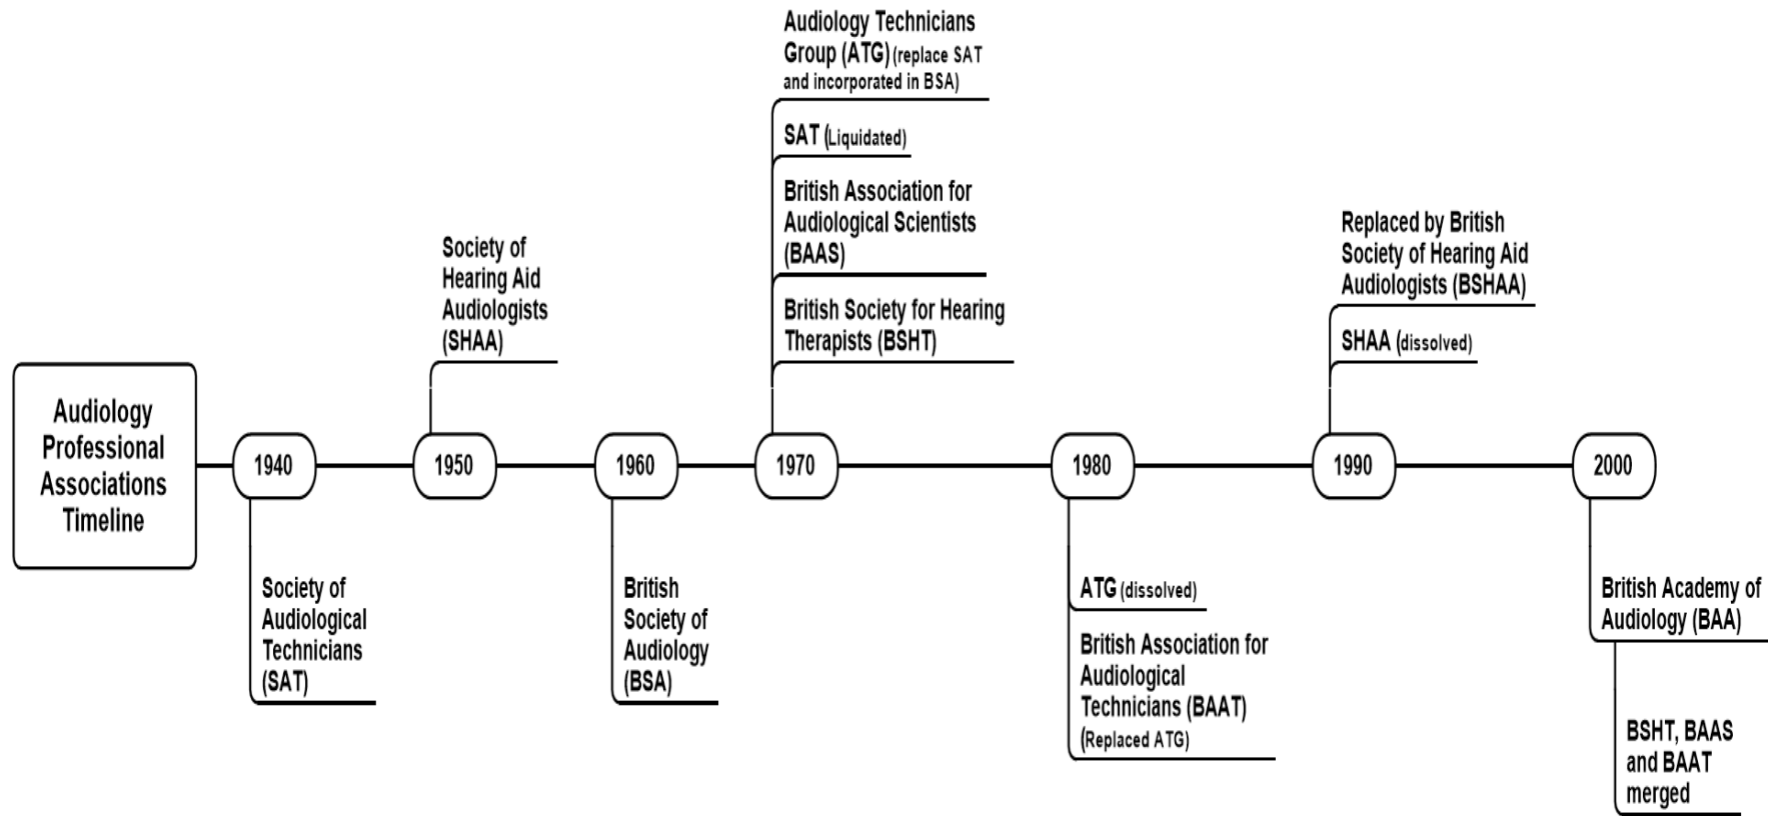 Audiology
Professional
Associations
Timeline
1940
Society of
Audiological
Technicians
(SAT)
Society of
Hearing Aid
Audiologists
(SHAA)
1950
1960
British
Society of
Audiology
(BSA)
Audiology Technicians
Group (ATG) (replace SAT
and incorporated in BSA)
SAT (Liquidated)
British Association for
Audiological Scientists
(BAAS)
British Society for Hearing
Therapists (BSHT)
1970
1980
ATG (dissolved)
British Association for
Audiological
Technicians (BAAT)
(Replaced ATG)
Replaced by British
Society of Hearing Aid
Audiologists (BSHAA)
SHAA (dissolved)
1990
2000
British Academy of
Audiology (BAA)
BSHT, BAAS
and BAAT
merged